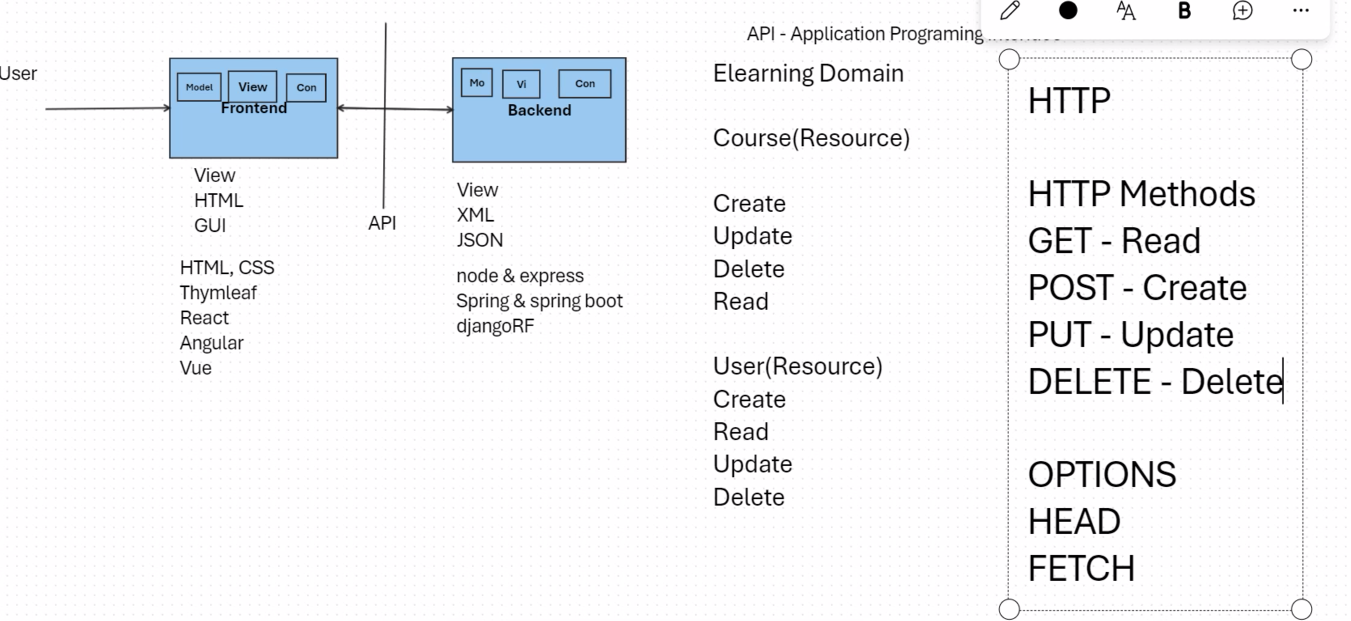 User
Model
View
Con
Frontend
View
HTML
GUI
HTML, CSS
Thymleaf
React
Angular
Vue
API
Mo
Vi
Con
Backend
View
XML
JSON
node & express
Spring & spring boot
djangoRF
API - Application Programing
Elearning Domain
Course(Resource)
Create
Update
Delete
Read
User(Resource)
Create
Read
Update
Delete
B
HTTP
HTTP Methods
GET - Read
POST - Create
PUT - Update
DELETE - Delete
OPTIONS
HEAD
FETCH